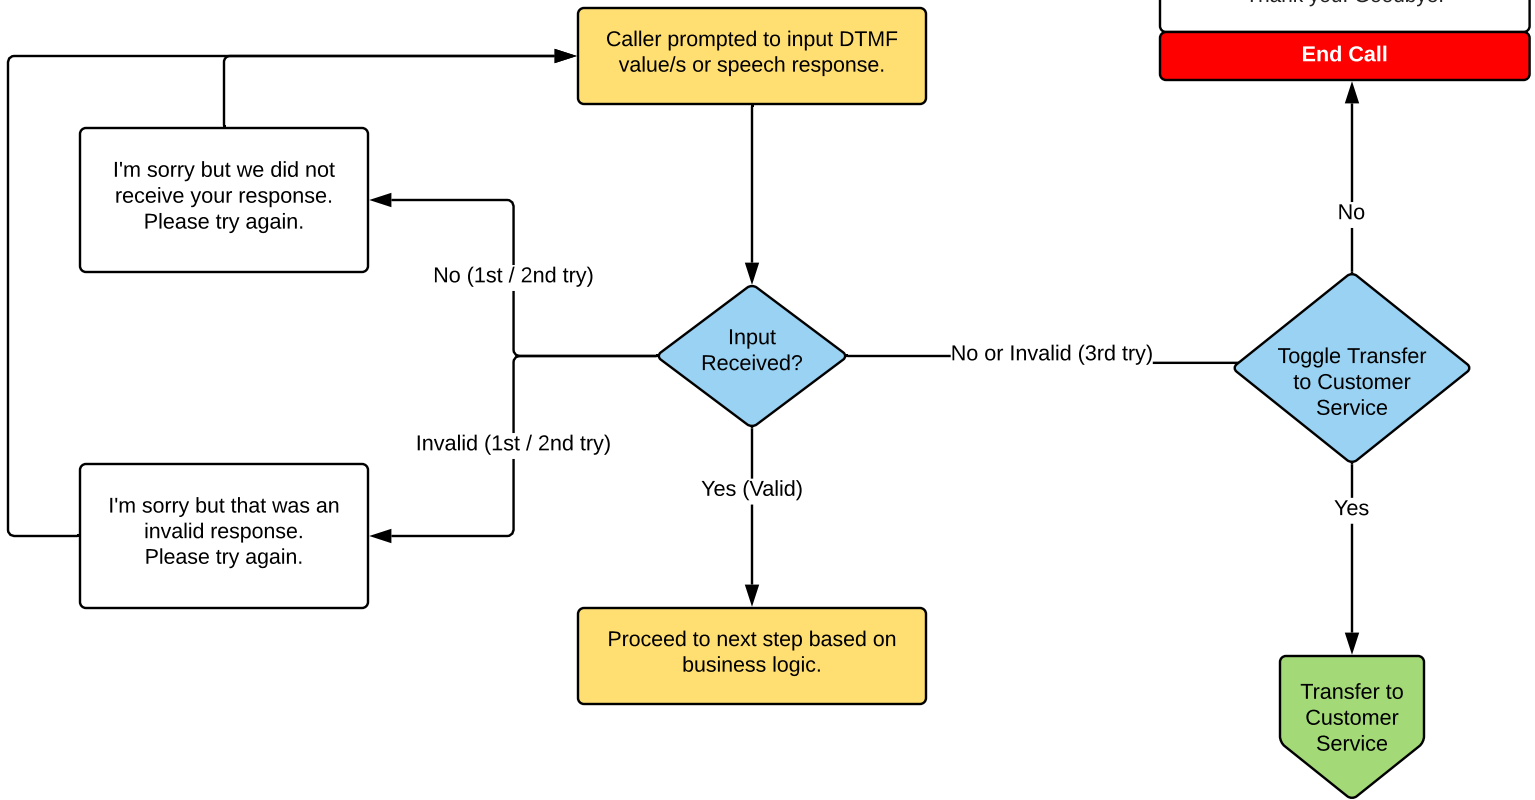 Caller prompted to input DTMF
value/s or speech response.
Thank you. Goodbye.
End Call
I'm sorry but we did not
receive your response.
Please try again.
No
No (1st / 2nd try)
Input
Received?
No or Invalid (3rd try)
Toggle Transfer
to Customer
Service
Invalid (1st / 2nd try)
Yes (Valid)
I'm sorry but that was an
invalid response.
Please try again.
Yes
Proceed to next step based on
business logic.
Transfer to
Customer
Service